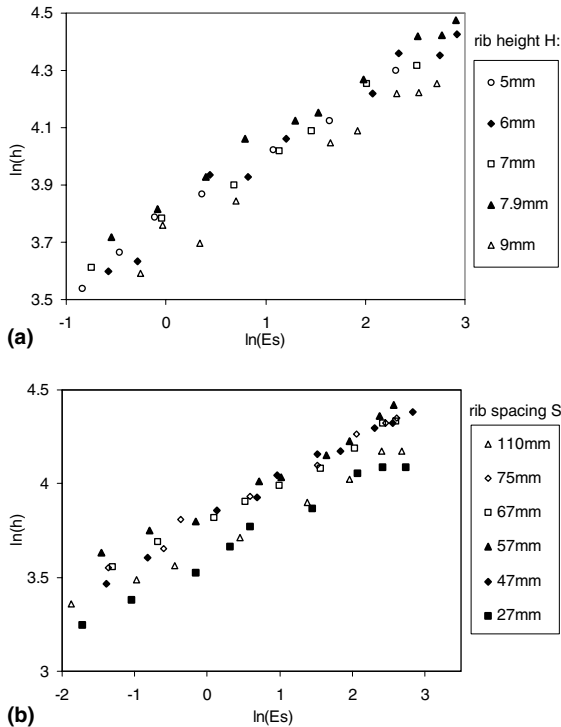 4.5
4.3
4.1
3.9
3.7
3.5
ln(h)
-1
0
1
2
3
ln(Es)
(a)
rib height H:
5mm
6mm
7mm
7.9mm
9mm
4.5
4
3.5
3
ln(h)
-2
-1
0
1
2
3
ln(Es)
(b)
rib spacing S
110mm
75mm
67mm
57mm
47mm
27mm